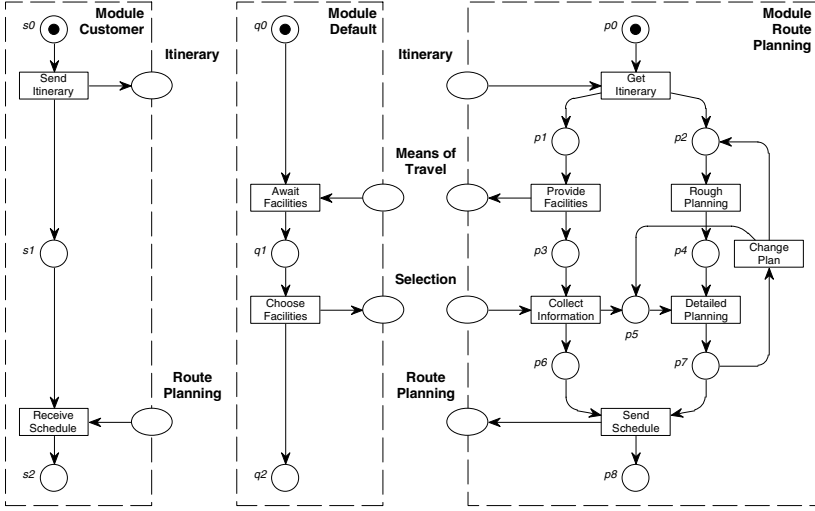 Module
Customer
s0
Send
Itinerary
Itinerary
s1
Receive
Schedule
Route
Planning
s2
Module
Default
q0
Await
Facilities
q1
Choose
Facilities
q2
Itinerary
Means of
Travel
Selection
Route
Planning
Module
Route
Planning
p0
Get
Itinerary
p1
p2
Provide
Facilities
Rough
Planning
p3
p4
Change
Plan
Collect
Information
p5
Detailed
Planning
p6
p7
Send
Schedule
p8